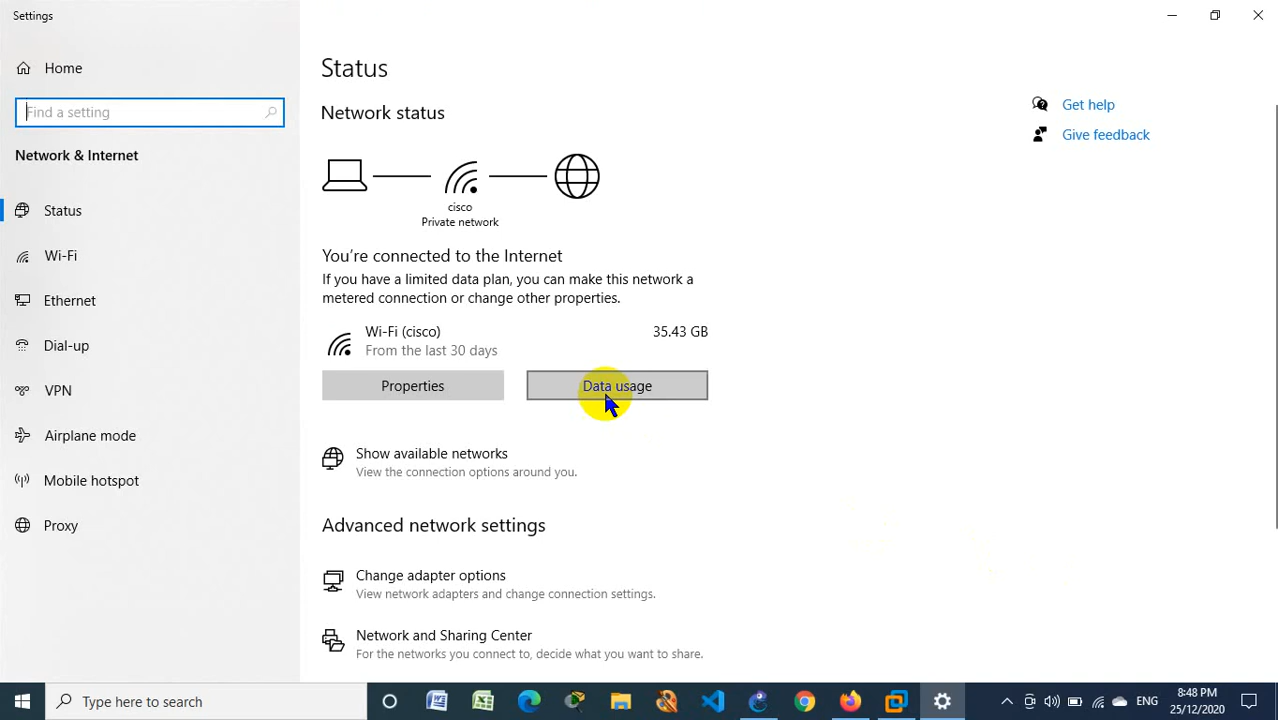 Settings
Home
Find a setting
Network & Internet
Status
Wi-Fi
Ethernet
Dial-up
VPN
Airplane mode
Mobile hotspot
Proxy
Status
Network status
cisco
Private network
You're connected to the Internet
If you have a limited data plan, you can make this network a
metered connection or change other properties.
Wi-Fi (cisco)
35.43 GB
From the last 30 days
Properties
Data usage
Show available networks
View the connection options around you.
Advanced network settings
Change adapter options
View network adapters and change connection settings.
Network and Sharing Center
For the networks you connect to, decide what you want to share.
Get help
Give feedback
Type here to search
ENG
8:48 PM
25/12/2020